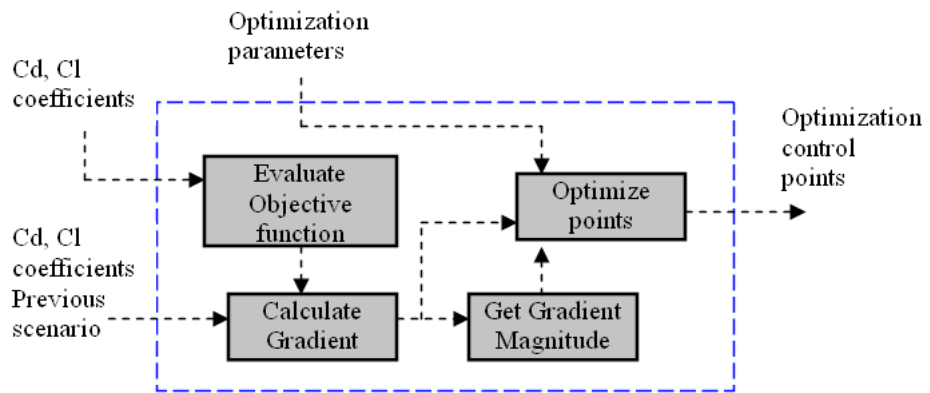 Optimization
parameters
Cd, Cl
coefficients
Optimization
control
points
Evaluate
Objective
function
Optimize
points
Cd, Cl
coefficients
Previous
scenario
Calculate
Gradient
Get Gradient
Magnitude